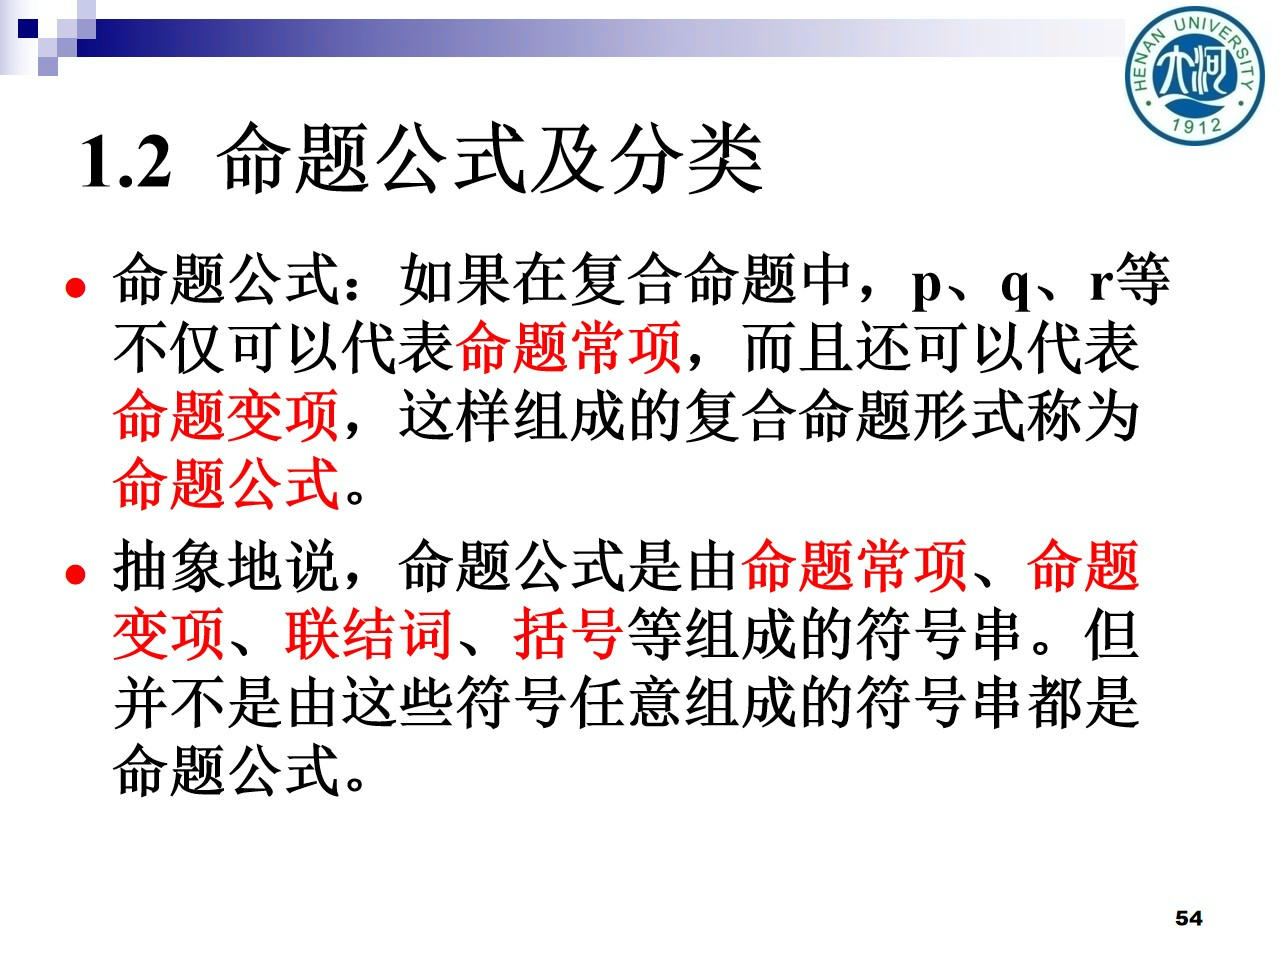 HENAN UNIVERSITY
1912
1.2 命题公式及分类
● 命题公式：如果在复合命题中，p、q、r等
不仅可以代表命题常项，而且还可以代表
命题变项，这样组成的复合命题形式称为
命题公式。
● 抽象地说，命题公式是由命题常项、命题
变项、联结词、括号等组成的符号串。但
并不是由这些符号任意组成的符号串都是
命题公式。
54